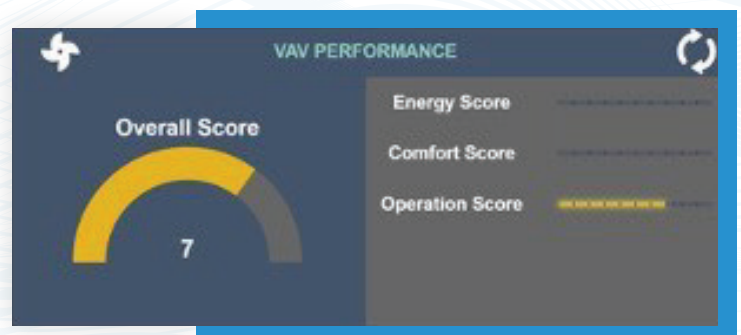 VAV PERFORMANCE
Overall Score
7
Energy Score
Comfort Score
Operation Score